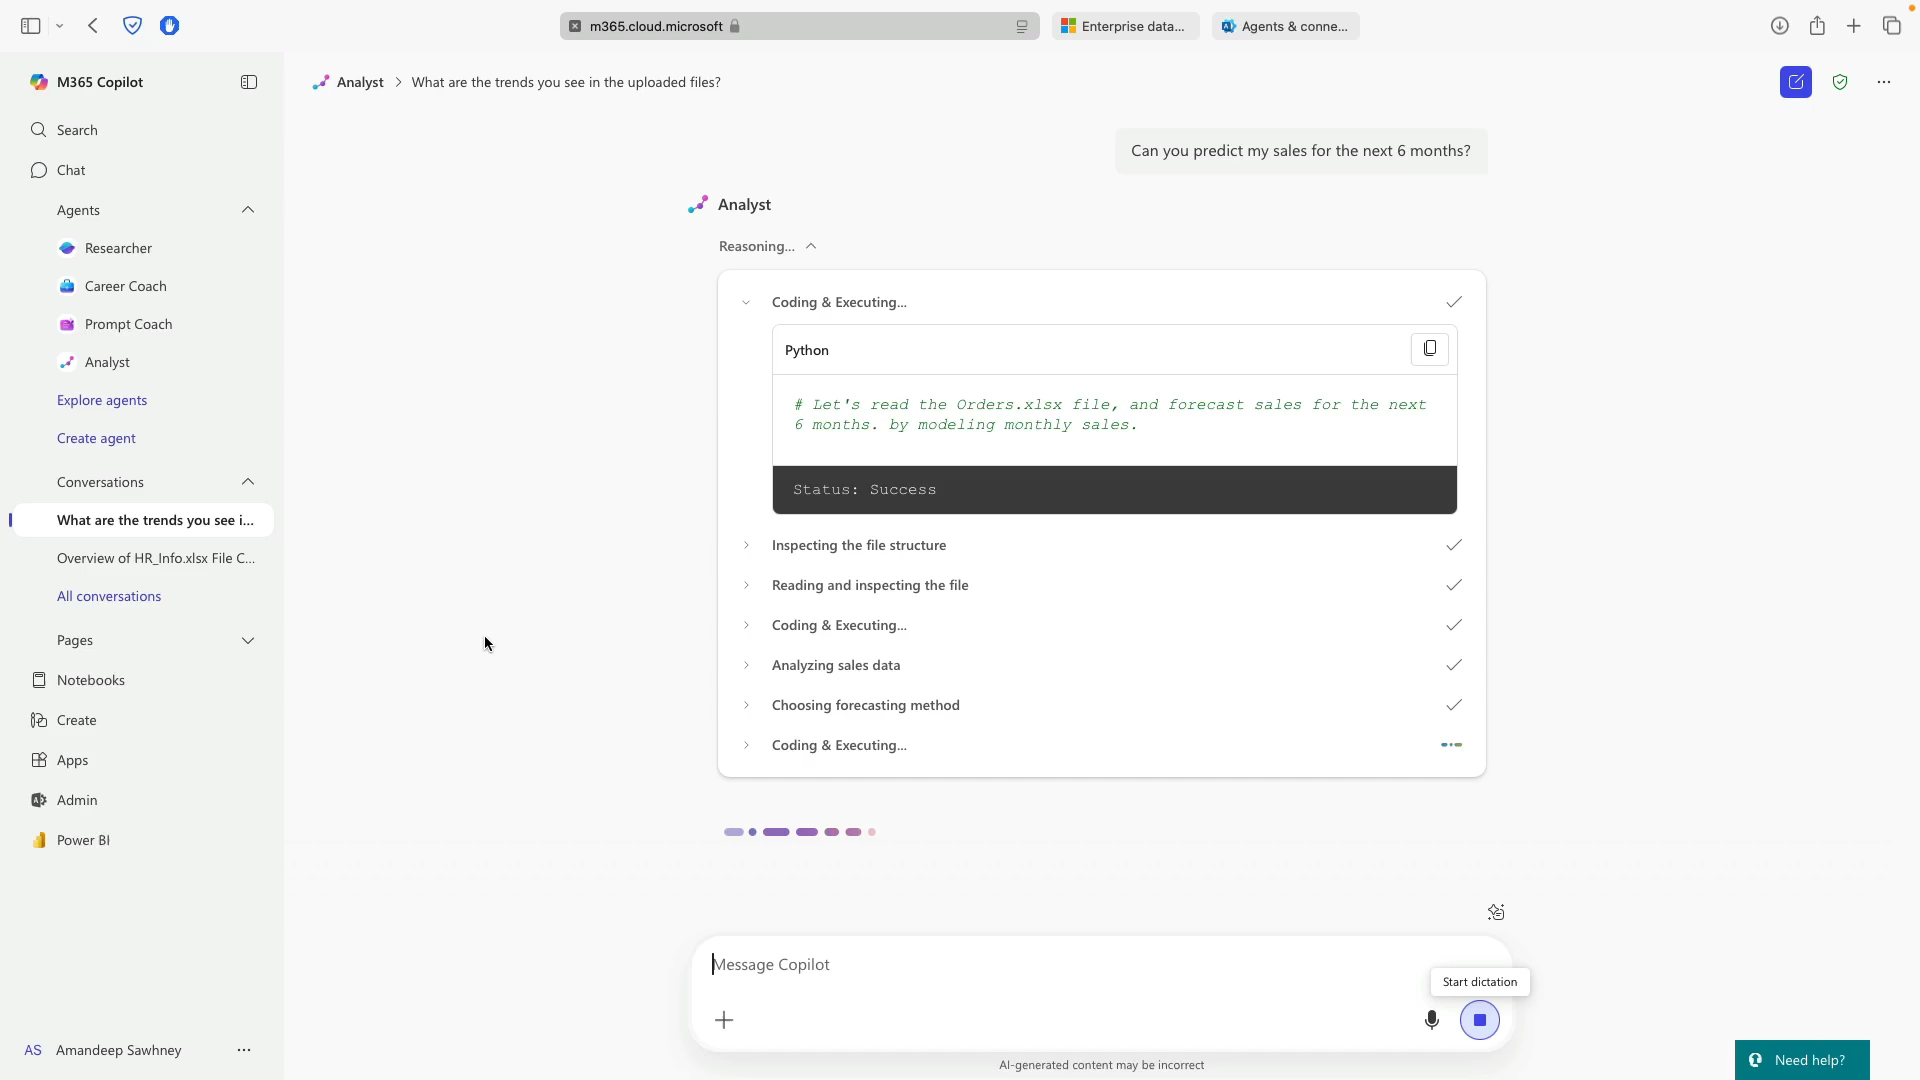 m365.cloud.microsoft
Enterprise data...
Agents & conne...
M365 Copilot
Search
Chat
Agents
Researcher
Career Coach
Prompt Coach
Analyst
Explore agents
Create agent
Conversations
What are the trends you see i...
Overview of HR_Info.xlsx File C...
All conversations
Pages
Notebooks
Create
Apps
Admin
Power BI
AS Amandeep Sawhney
Analyst > What are the trends you see in the uploaded files?
Can you predict my sales for the next 6 months?
Analyst
Reasoning...
Coding & Executing...
Python
# Let's read the Orders.xlsx file, and forecast sales for the next
6 months. by modeling monthly sales.
Status: Success
Inspecting the file structure
Reading and inspecting the file
Coding & Executing...
Analyzing sales data
Choosing forecasting method
Coding & Executing...
Message Copilot
Start dictation
AI-generated content may be incorrect
Need help?